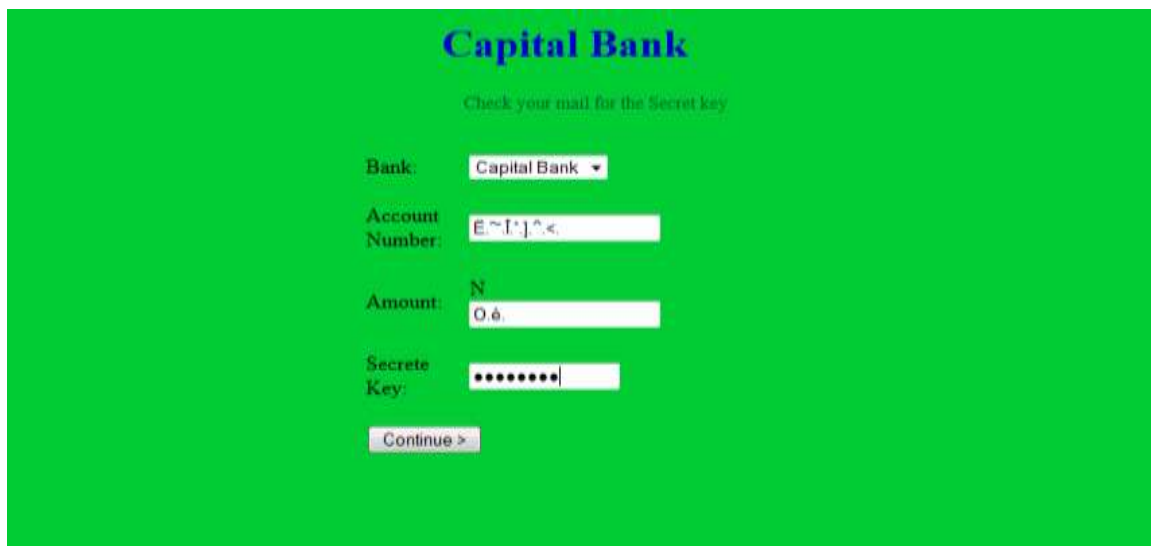 Capital Bank
Check your mail for the Secret key
Bank: Capital Bank
Account
Number:
N
Amount:
O.é.
Secrete
Key: ••••••••
Continue >